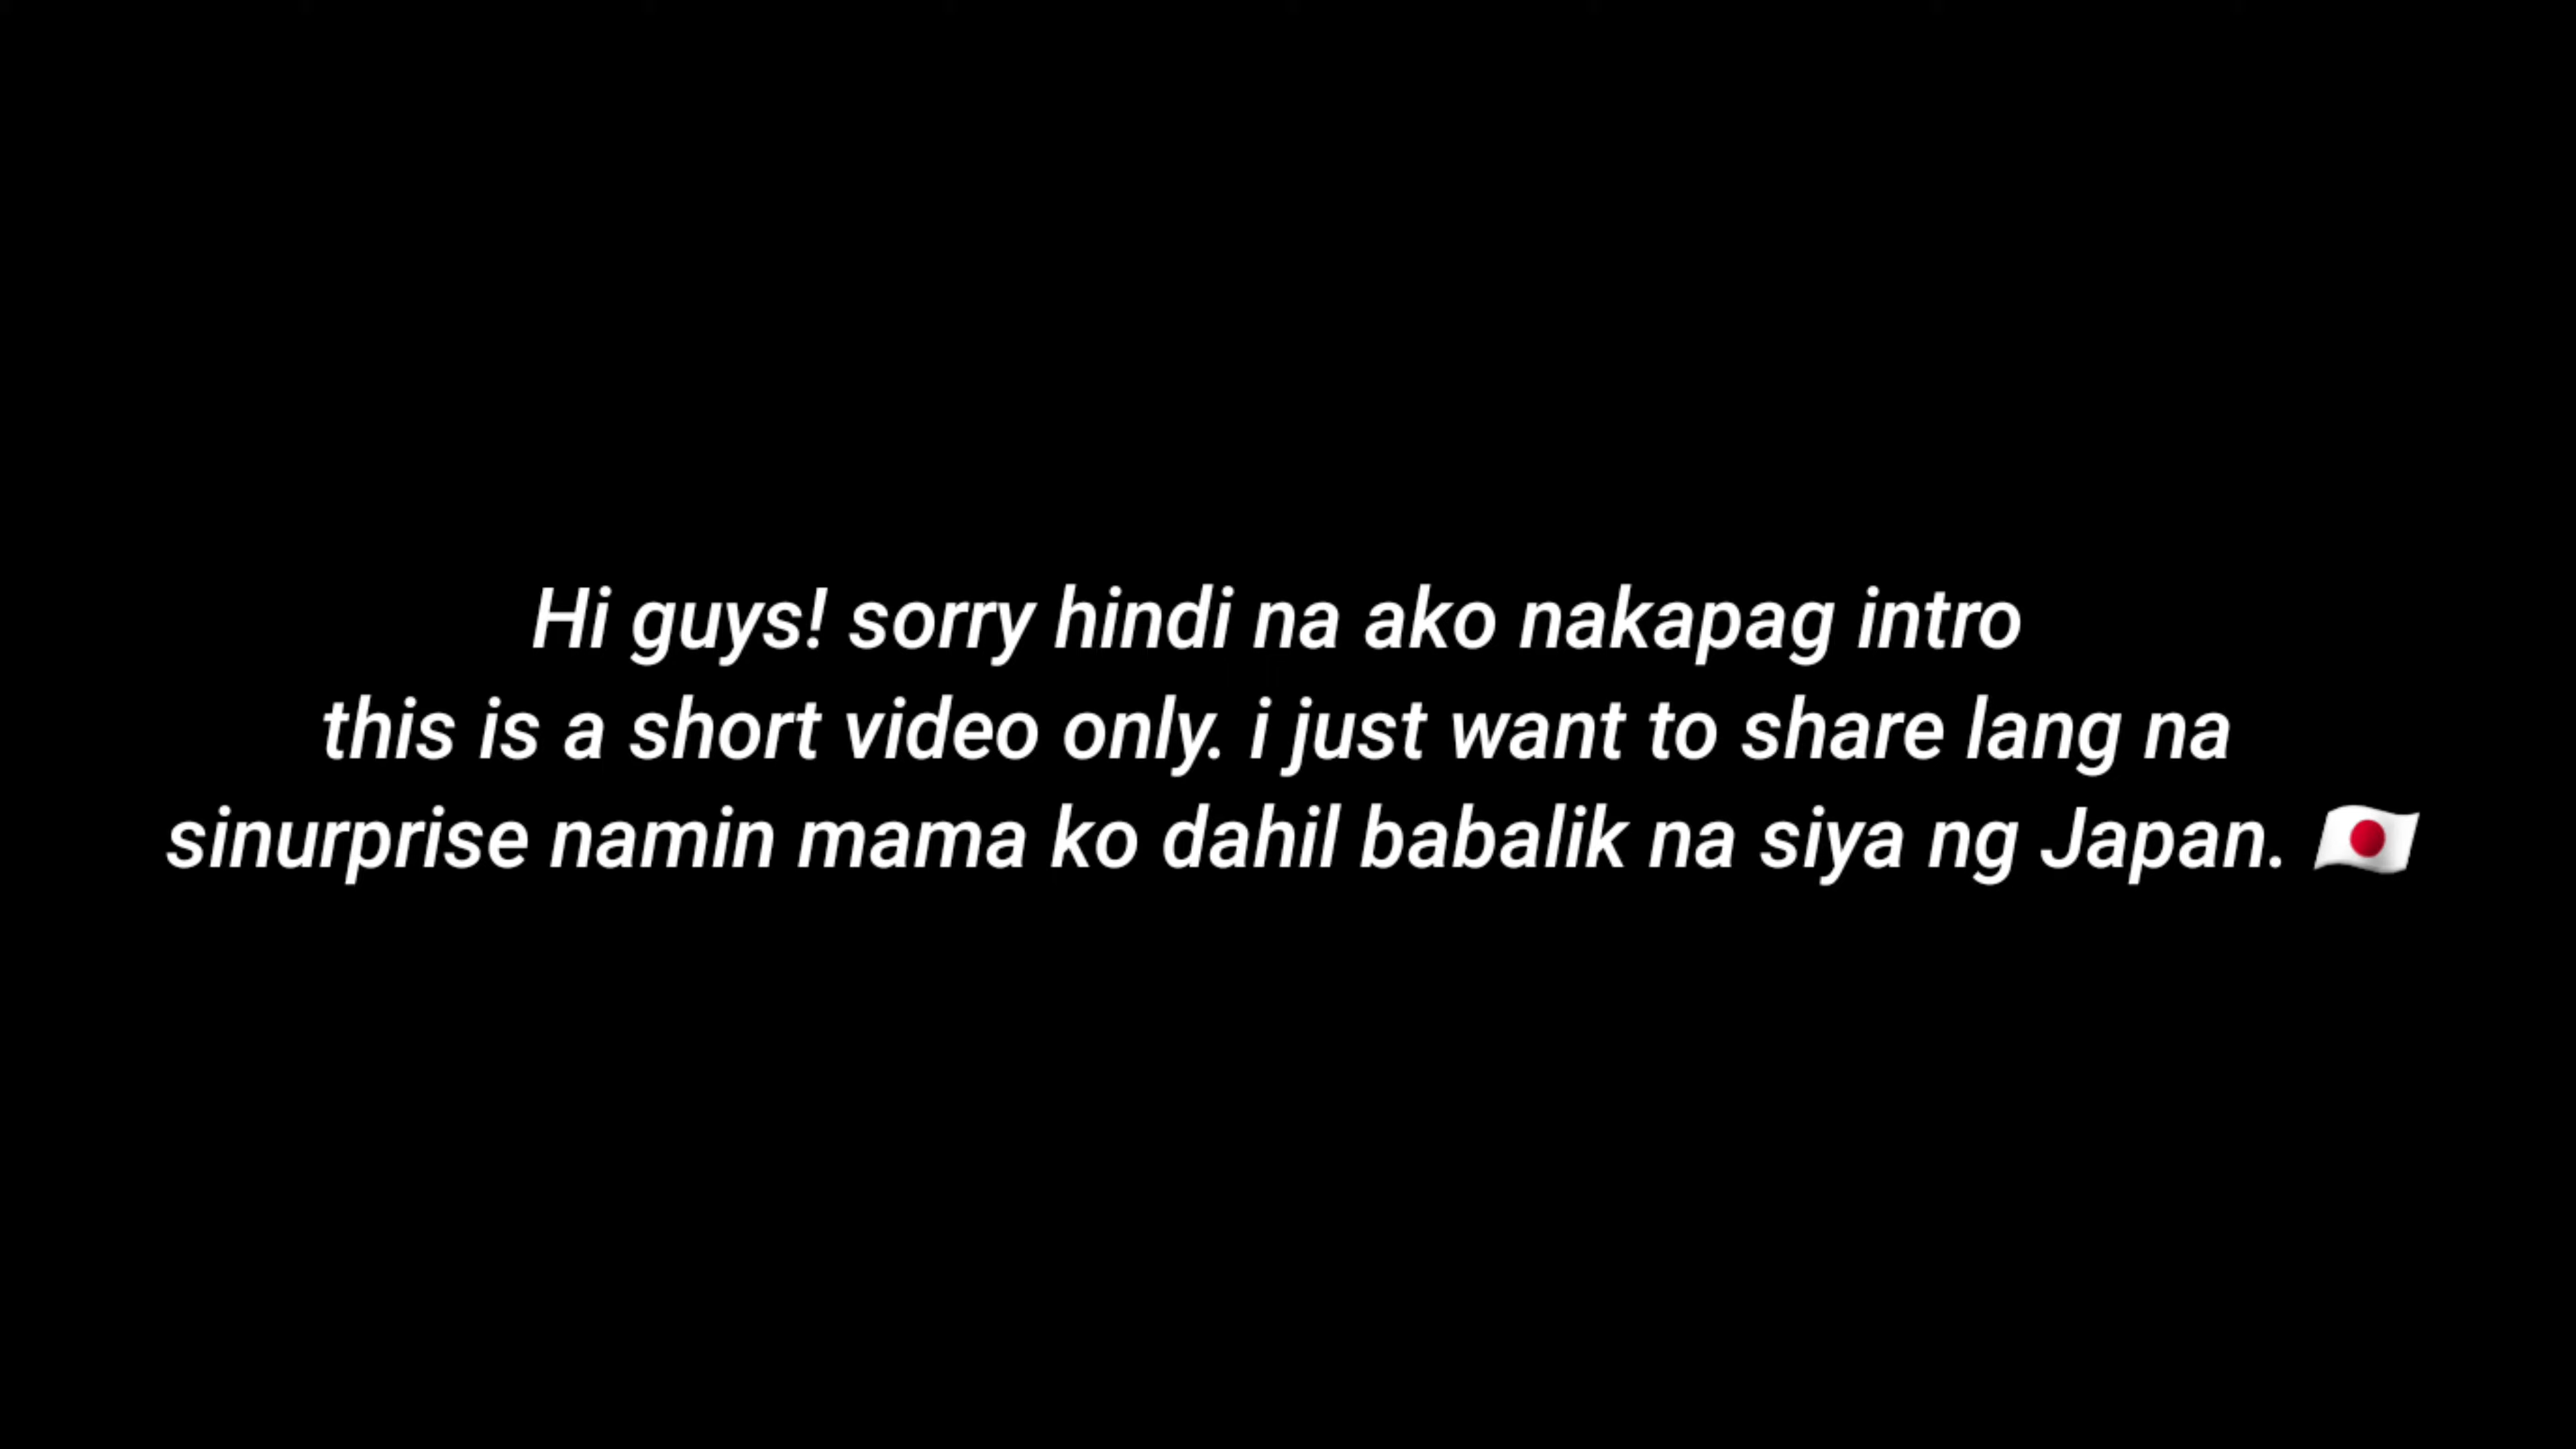 Hi guys! sorry hindi na ako nakapag intro
this is a short video only. i just want to share lang na
sinurprise namin mama ko dahil babalik na siya ng Japan. 🇯🇵